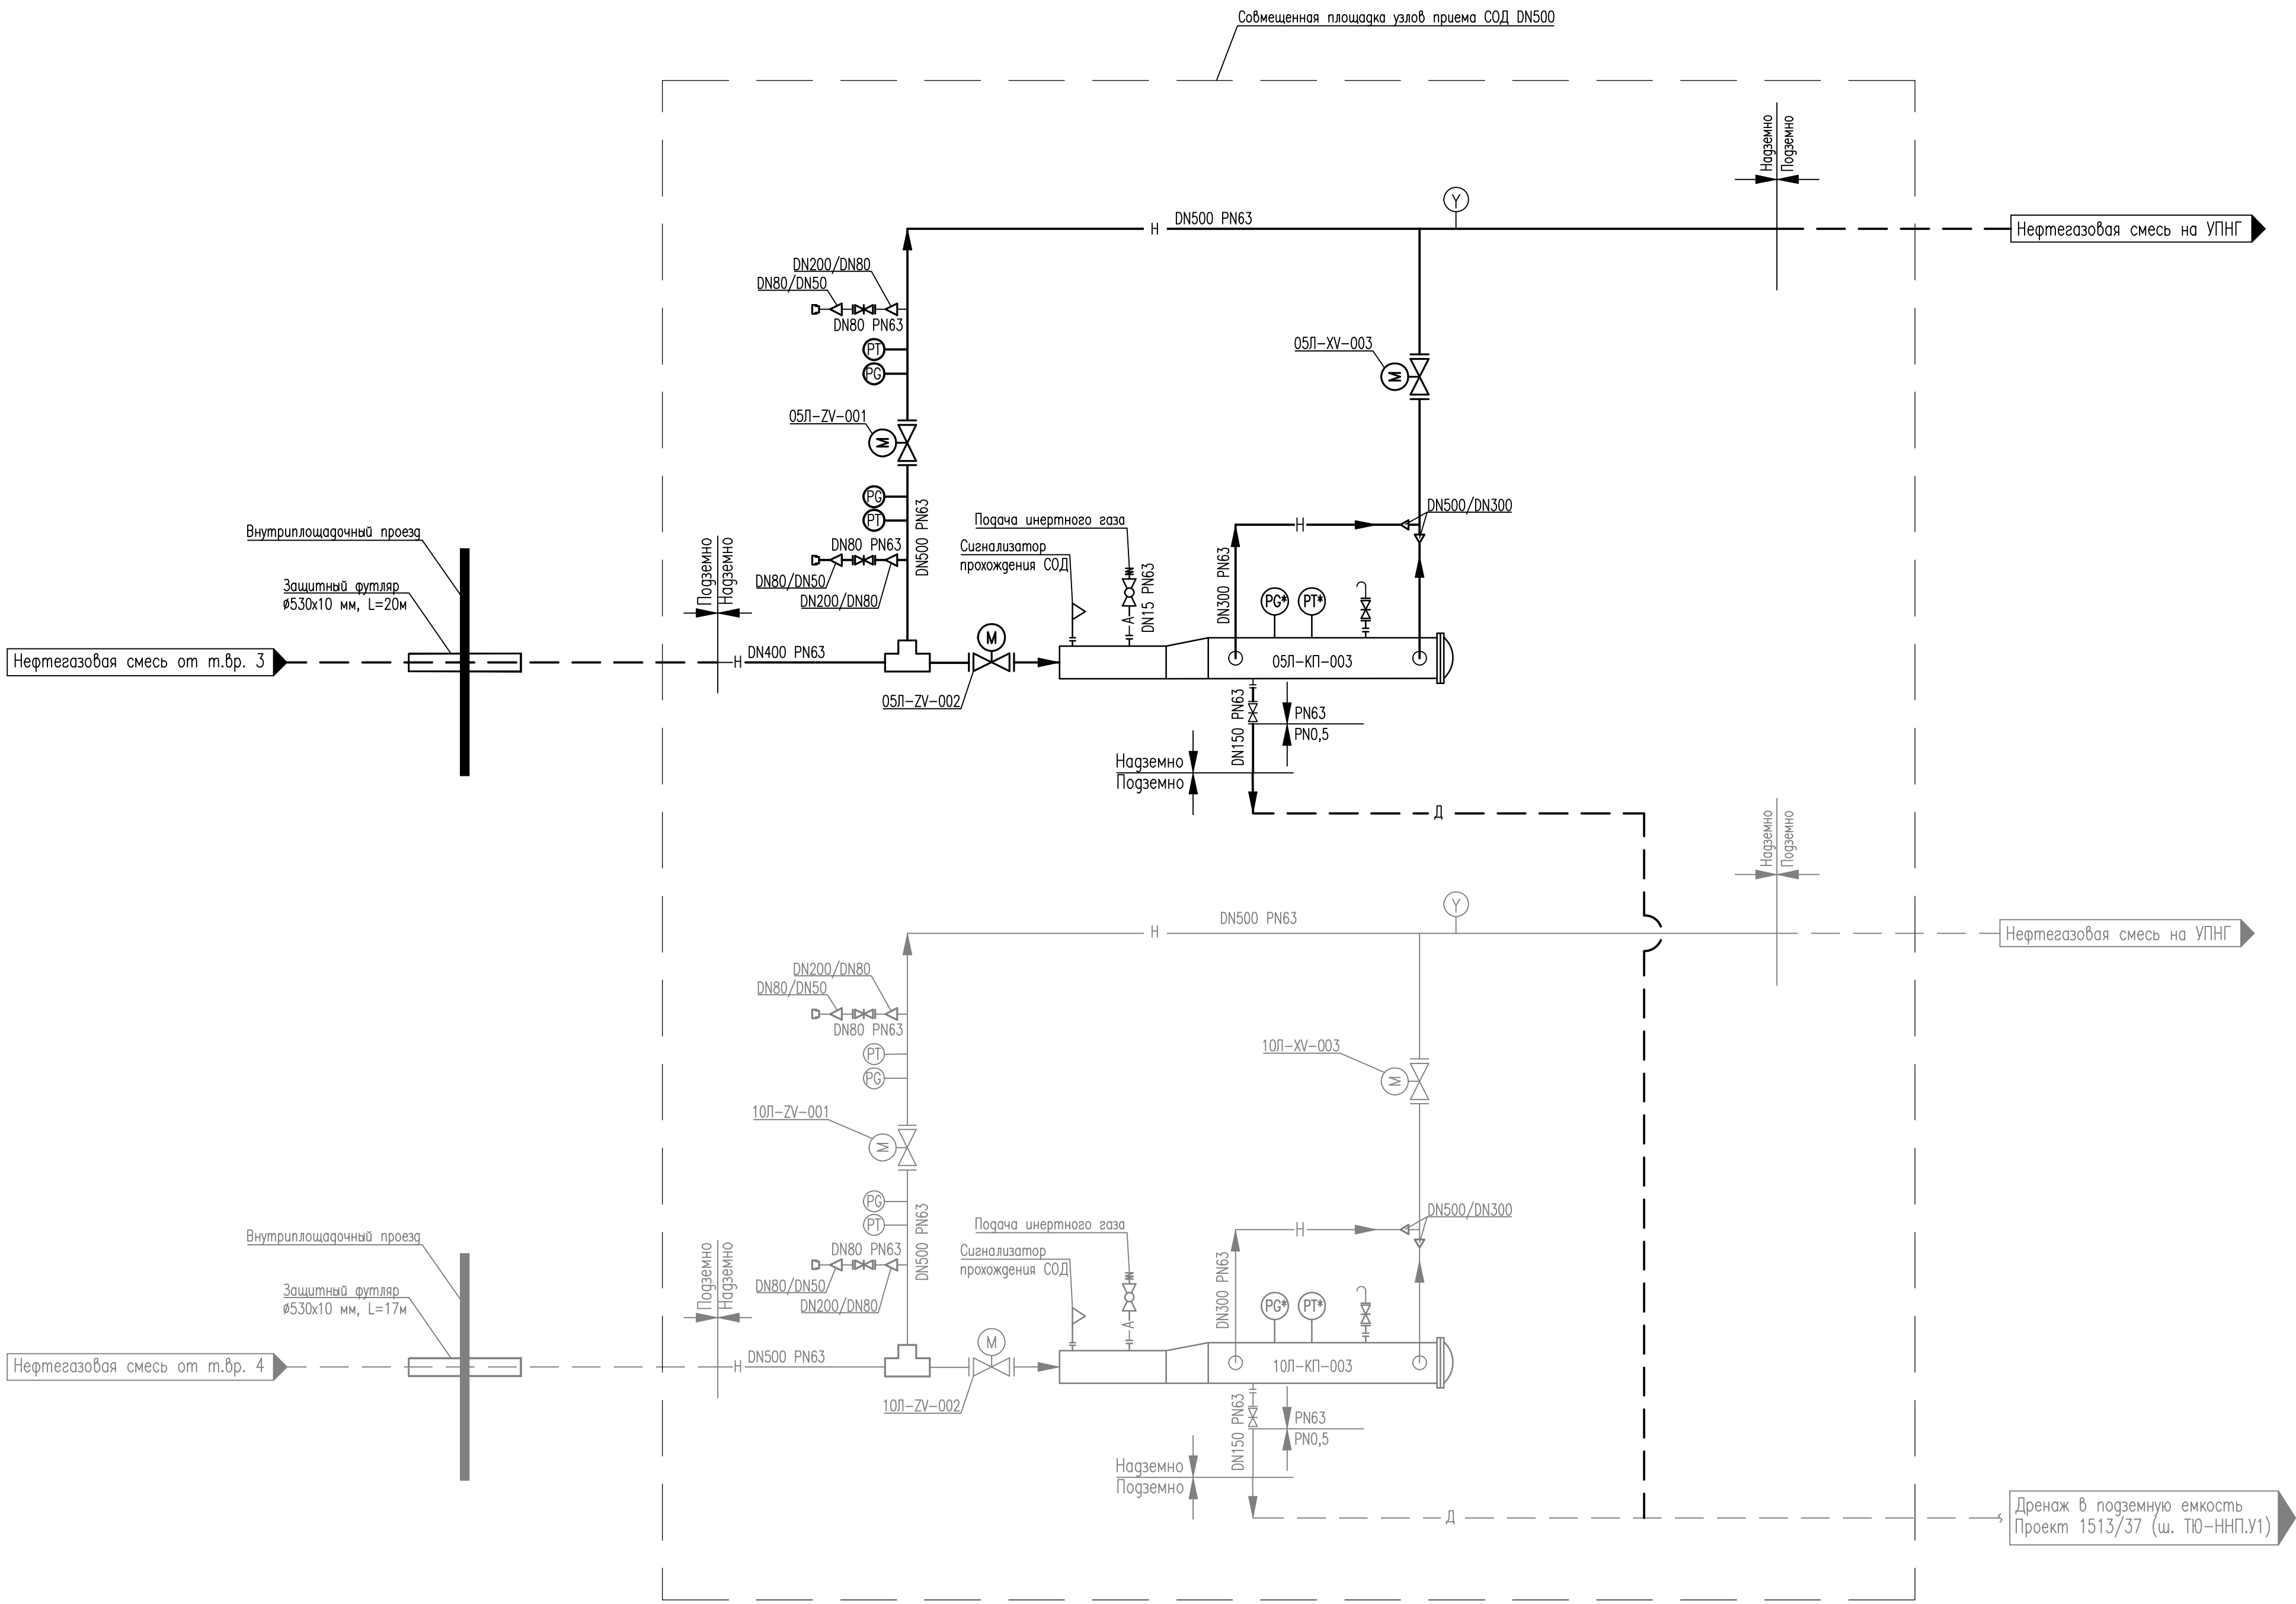 Совмещенная площадка узлов приема СОД DN500
Надземно
Подземно
Y
DN500 PN63
Н
Нефтегазовая смесь на УПНГ
DN200/DN80
DN80/DN50
DN80 PN63
PT
PG
05Л-XV-003
M
05Л-ZV-001
M
PG
PT
DN500 PN63
DN80 PN63
DN80/DN50
DN200/DN80
Внутриплощадочный проезд
Защитный футляр
ø530х10 мм, L=20м
Подземно
Надземно
Подача инертного газа
Сигнализатор
прохождения СОД
DN15 PN63
А
DN300 PN63
Н
DN500/DN300
PG*
PT*
Нефтегазовая смесь от т.вр. 3
Н
DN400 PN63
M
05Л-ZV-002
05Л-КП-003
DN150 PN63
PN63
PN0,5
Надземно
Подземно
Д
Надземно
Подземно
Y
DN500 PN63
Н
Нефтегазовая смесь на УПНГ
DN200/DN80
DN80/DN50
DN80 PN63
PT
PG
10Л-XV-003
M
10Л-ZV-001
M
PG
PT
DN500 PN63
DN80 PN63
DN80/DN50
DN200/DN80
Внутриплощадочный проезд
Защитный футляр
ø530х10 мм, L=17м
Подземно
Надземно
Подача инертного газа
Сигнализатор
прохождения СОД
А
DN300 PN63
Н
DN500/DN300
PG*
PT*
Нефтегазовая смесь от т.вр. 4
Н
DN500 PN63
M
10Л-ZV-002
10Л-КП-003
DN150 PN63
PN63
PN0,5
Надземно
Подземно
Д
Дренаж в подземную емкость
Проект 1513/37 (ш. ТЮ-ННП.У1)